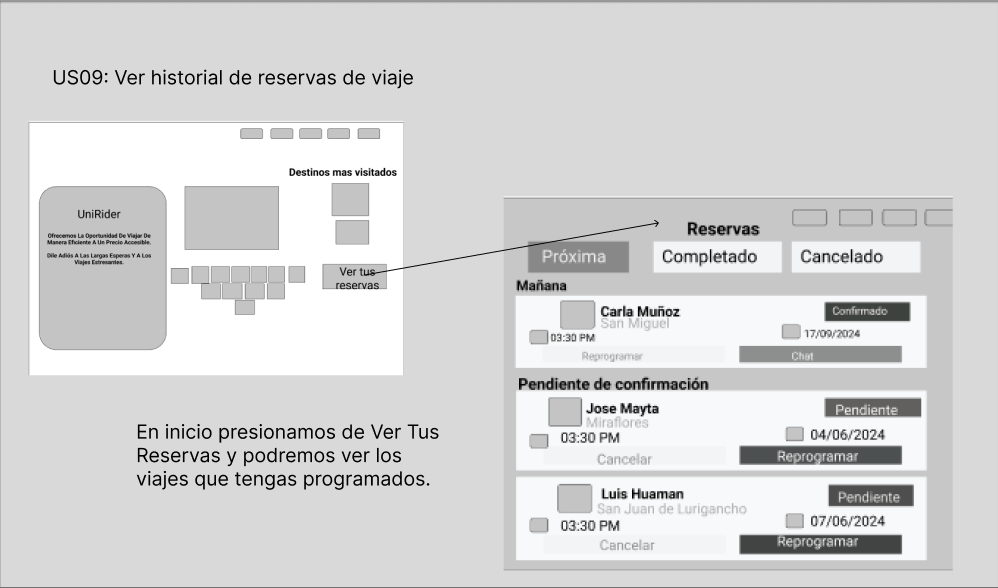 US09: Ver historial de reservas de viaje
Destinos mas visitados
UniRider
Ofrecemos La Oportunidad De Viajar De
Manera Eficiente A Un Precio Accesible.
Dile Adiós A Las Largas Esperas Y A Los
Viajes Estresantes.
Ver tus
reservas
En inicio presionamos de Ver Tus
Reservas y podremos ver los
viajes que tengas programados.
Reservas
Próxima
Completado
Cancelado
Mañana
Carla Muñoz
San Miguel
Confirmado
03:30 PM
17/09/2024
Reprogramar
Chat
Pendiente de confirmación
Jose Mayta
Miraflores
Pendiente
03:30 PM
04/06/2024
Cancelar
Reprogramar
Luis Huaman
San Juan de Lurigancho
Pendiente
03:30 PM
07/06/2024
Cancelar
Reprogramar